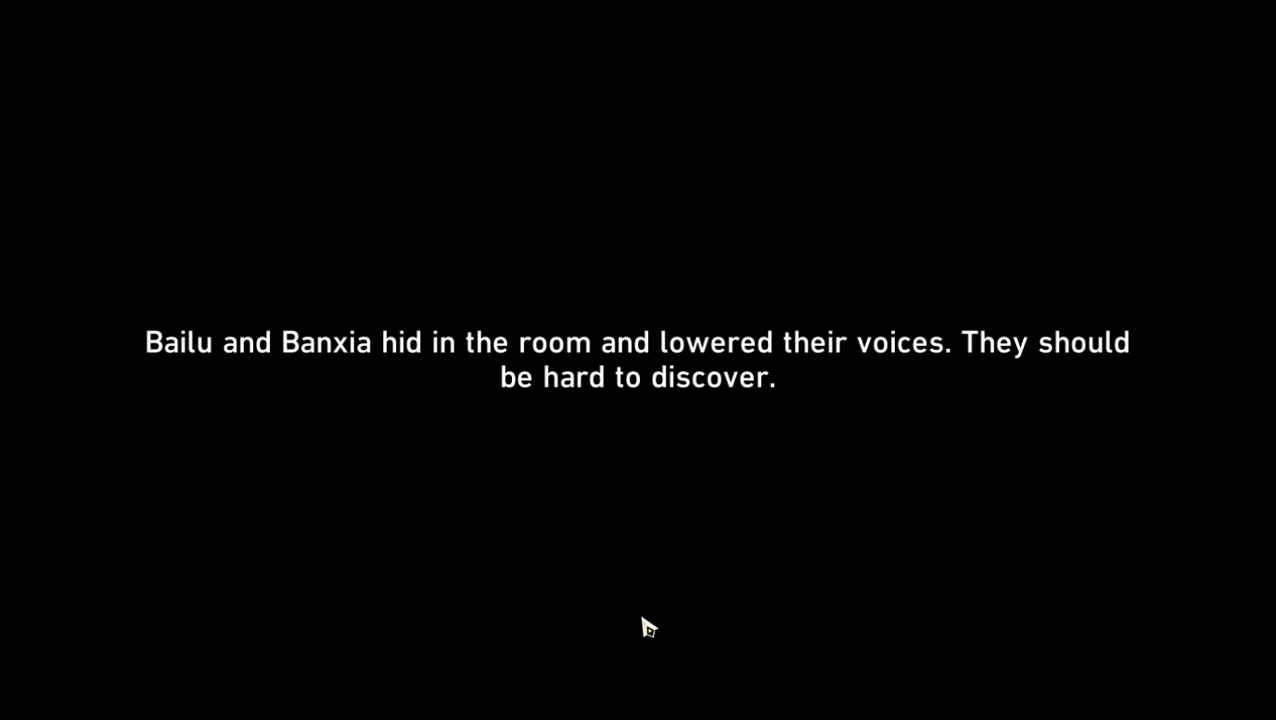 Bailu and Banxia hid in the room and lowered their voices. They should
be hard to discover.